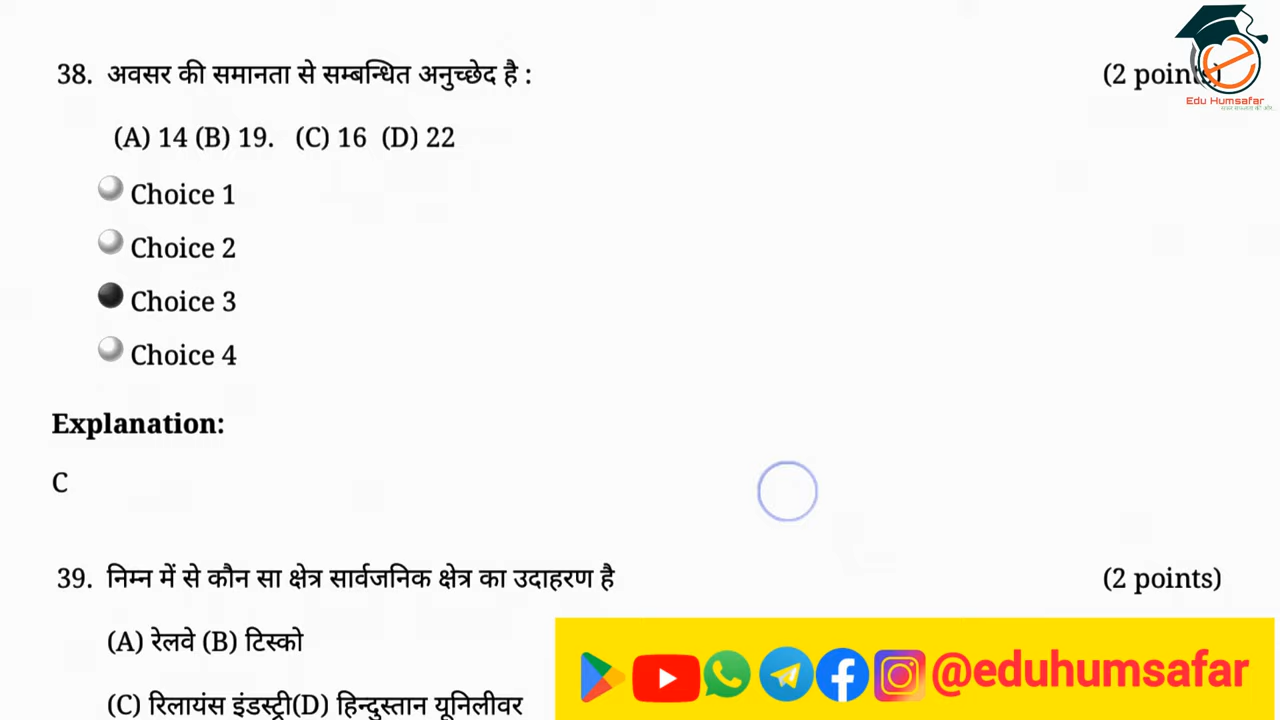 38. अवसर की समानता से सम्बन्धित अनुच्छेद है : (2 points)
Edu Humsafar
(A) 14 (B) 19. (C) 16 (D) 22
Choice 1
Choice 2
Choice 3
Choice 4
Explanation:
C
39. निम्न में से कौन सा क्षेत्र सार्वजनिक क्षेत्र का उदाहरण है (2 points)
(A) रेलवे (B) टिस्को
(C) रिलायंस इंडस्ट्री(D) हिन्दुस्तान यूनिलीवर
@eduhumsafar